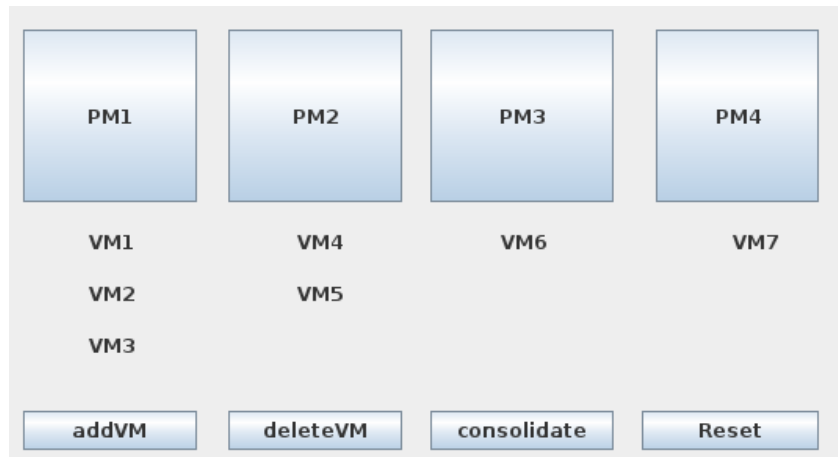 PM1 PM2 PM3 PM4
VM1 VM4 VM6 VM7
VM2 VM5
VM3
addVM deleteVM consolidate Reset